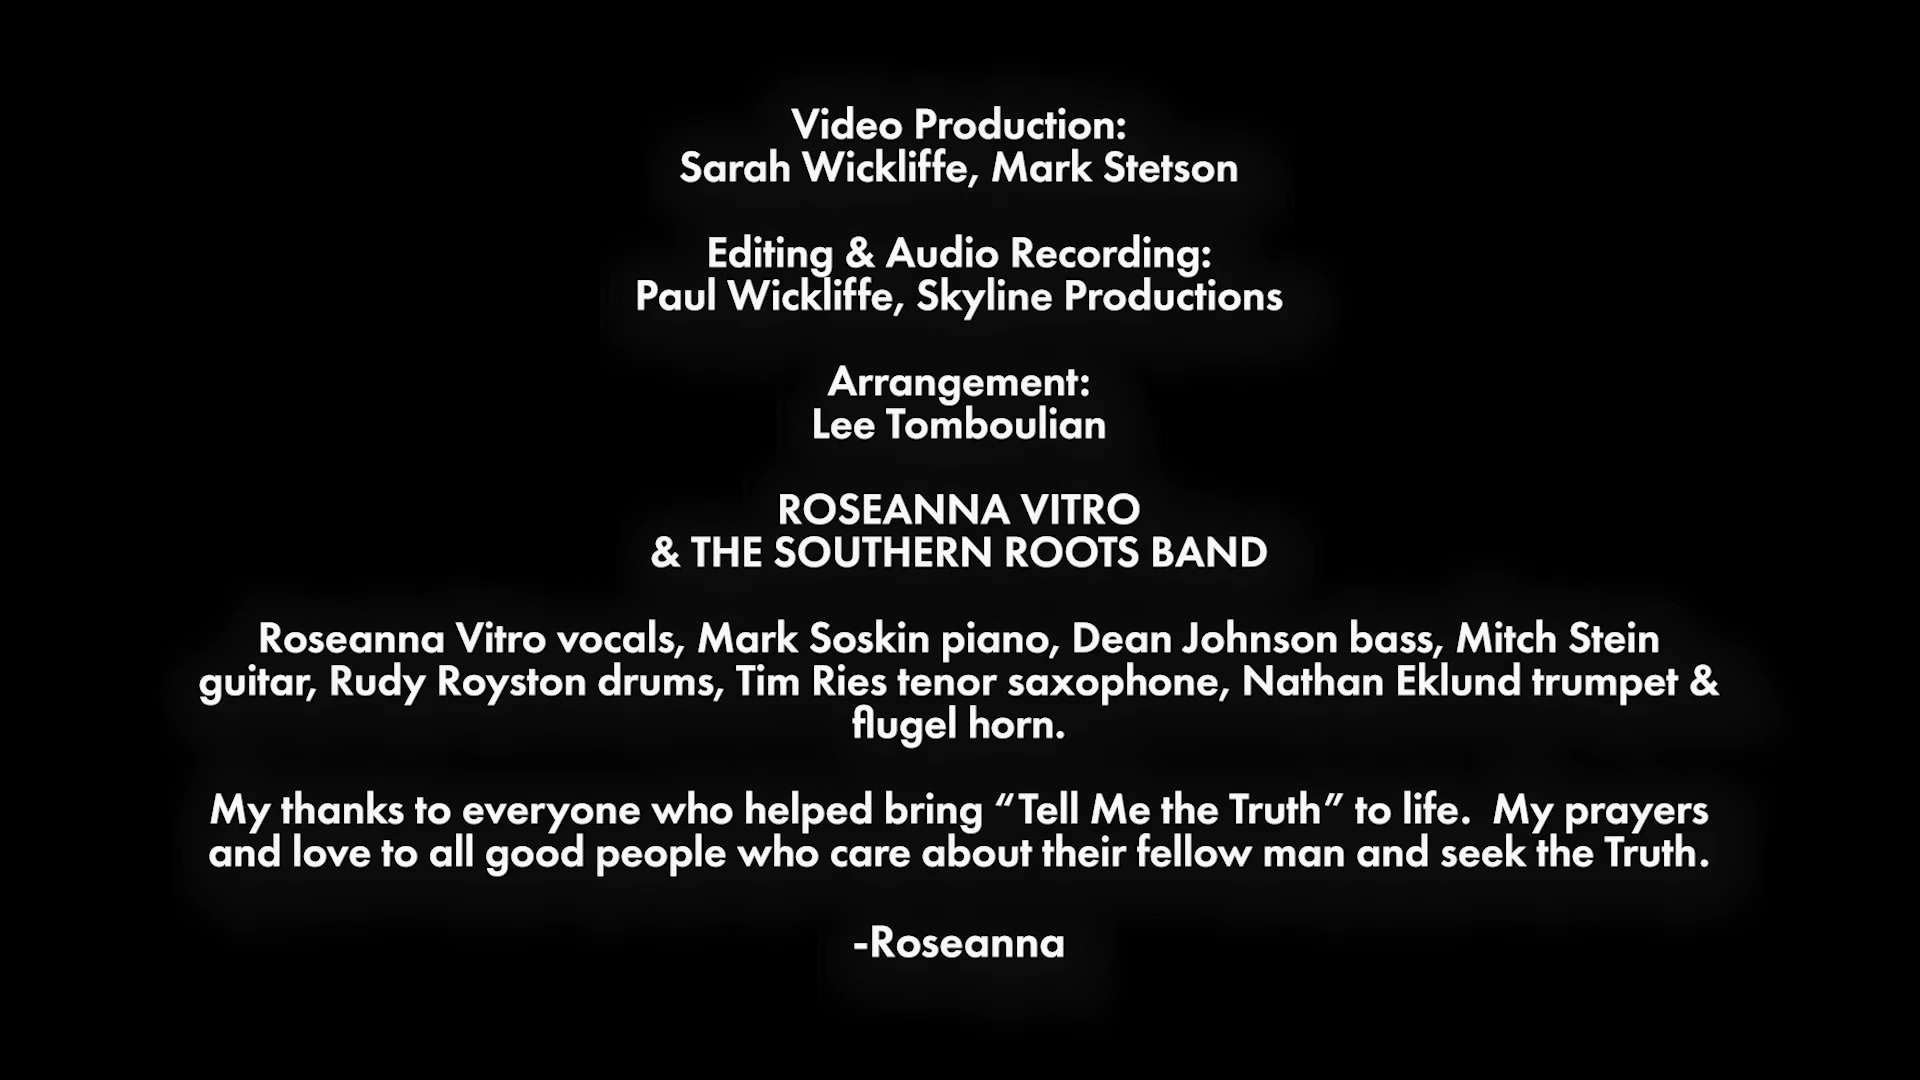 Video Production:
Sarah Wickliffe, Mark Stetson
Editing & Audio Recording:
Paul Wickliffe, Skyline Productions
Arrangement:
Lee Tomboulian
ROSEANNA VITRO
& THE SOUTHERN ROOTS BAND
Roseanna Vitro vocals, Mark Soskin piano, Dean Johnson bass, Mitch Stein
guitar, Rudy Royston drums, Tim Ries tenor saxophone, Nathan Eklund trumpet &
flugel horn.
My thanks to everyone who helped bring “Tell Me the Truth” to life.  My prayers
and love to all good people who care about their fellow man and seek the Truth.
-Roseanna